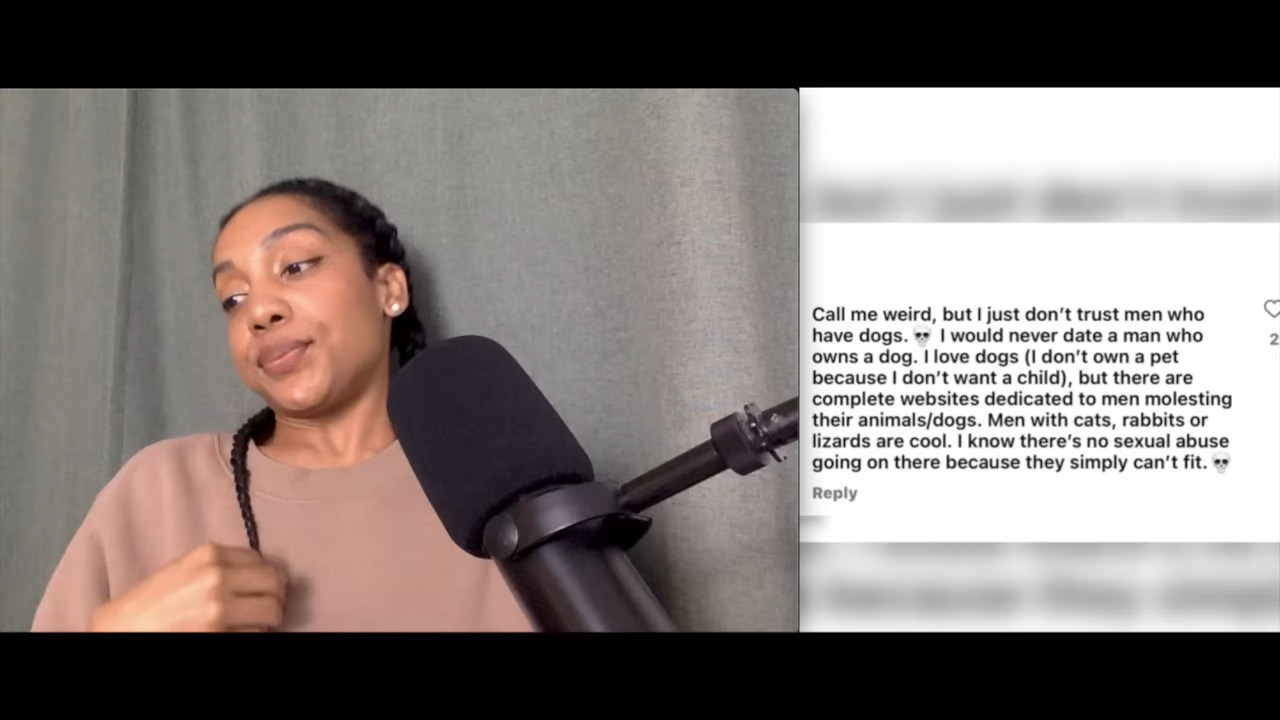 Call me weird, but I just don’t trust men who
have dogs.💀 I would never date a man who
owns a dog. I love dogs (I don’t own a pet
because I don’t want a child), but there are
complete websites dedicated to men molesting
their animals/dogs. Men with cats, rabbits or
lizards are cool. I know there’s no sexual abuse
going on there because they simply can’t fit.💀
2
Reply